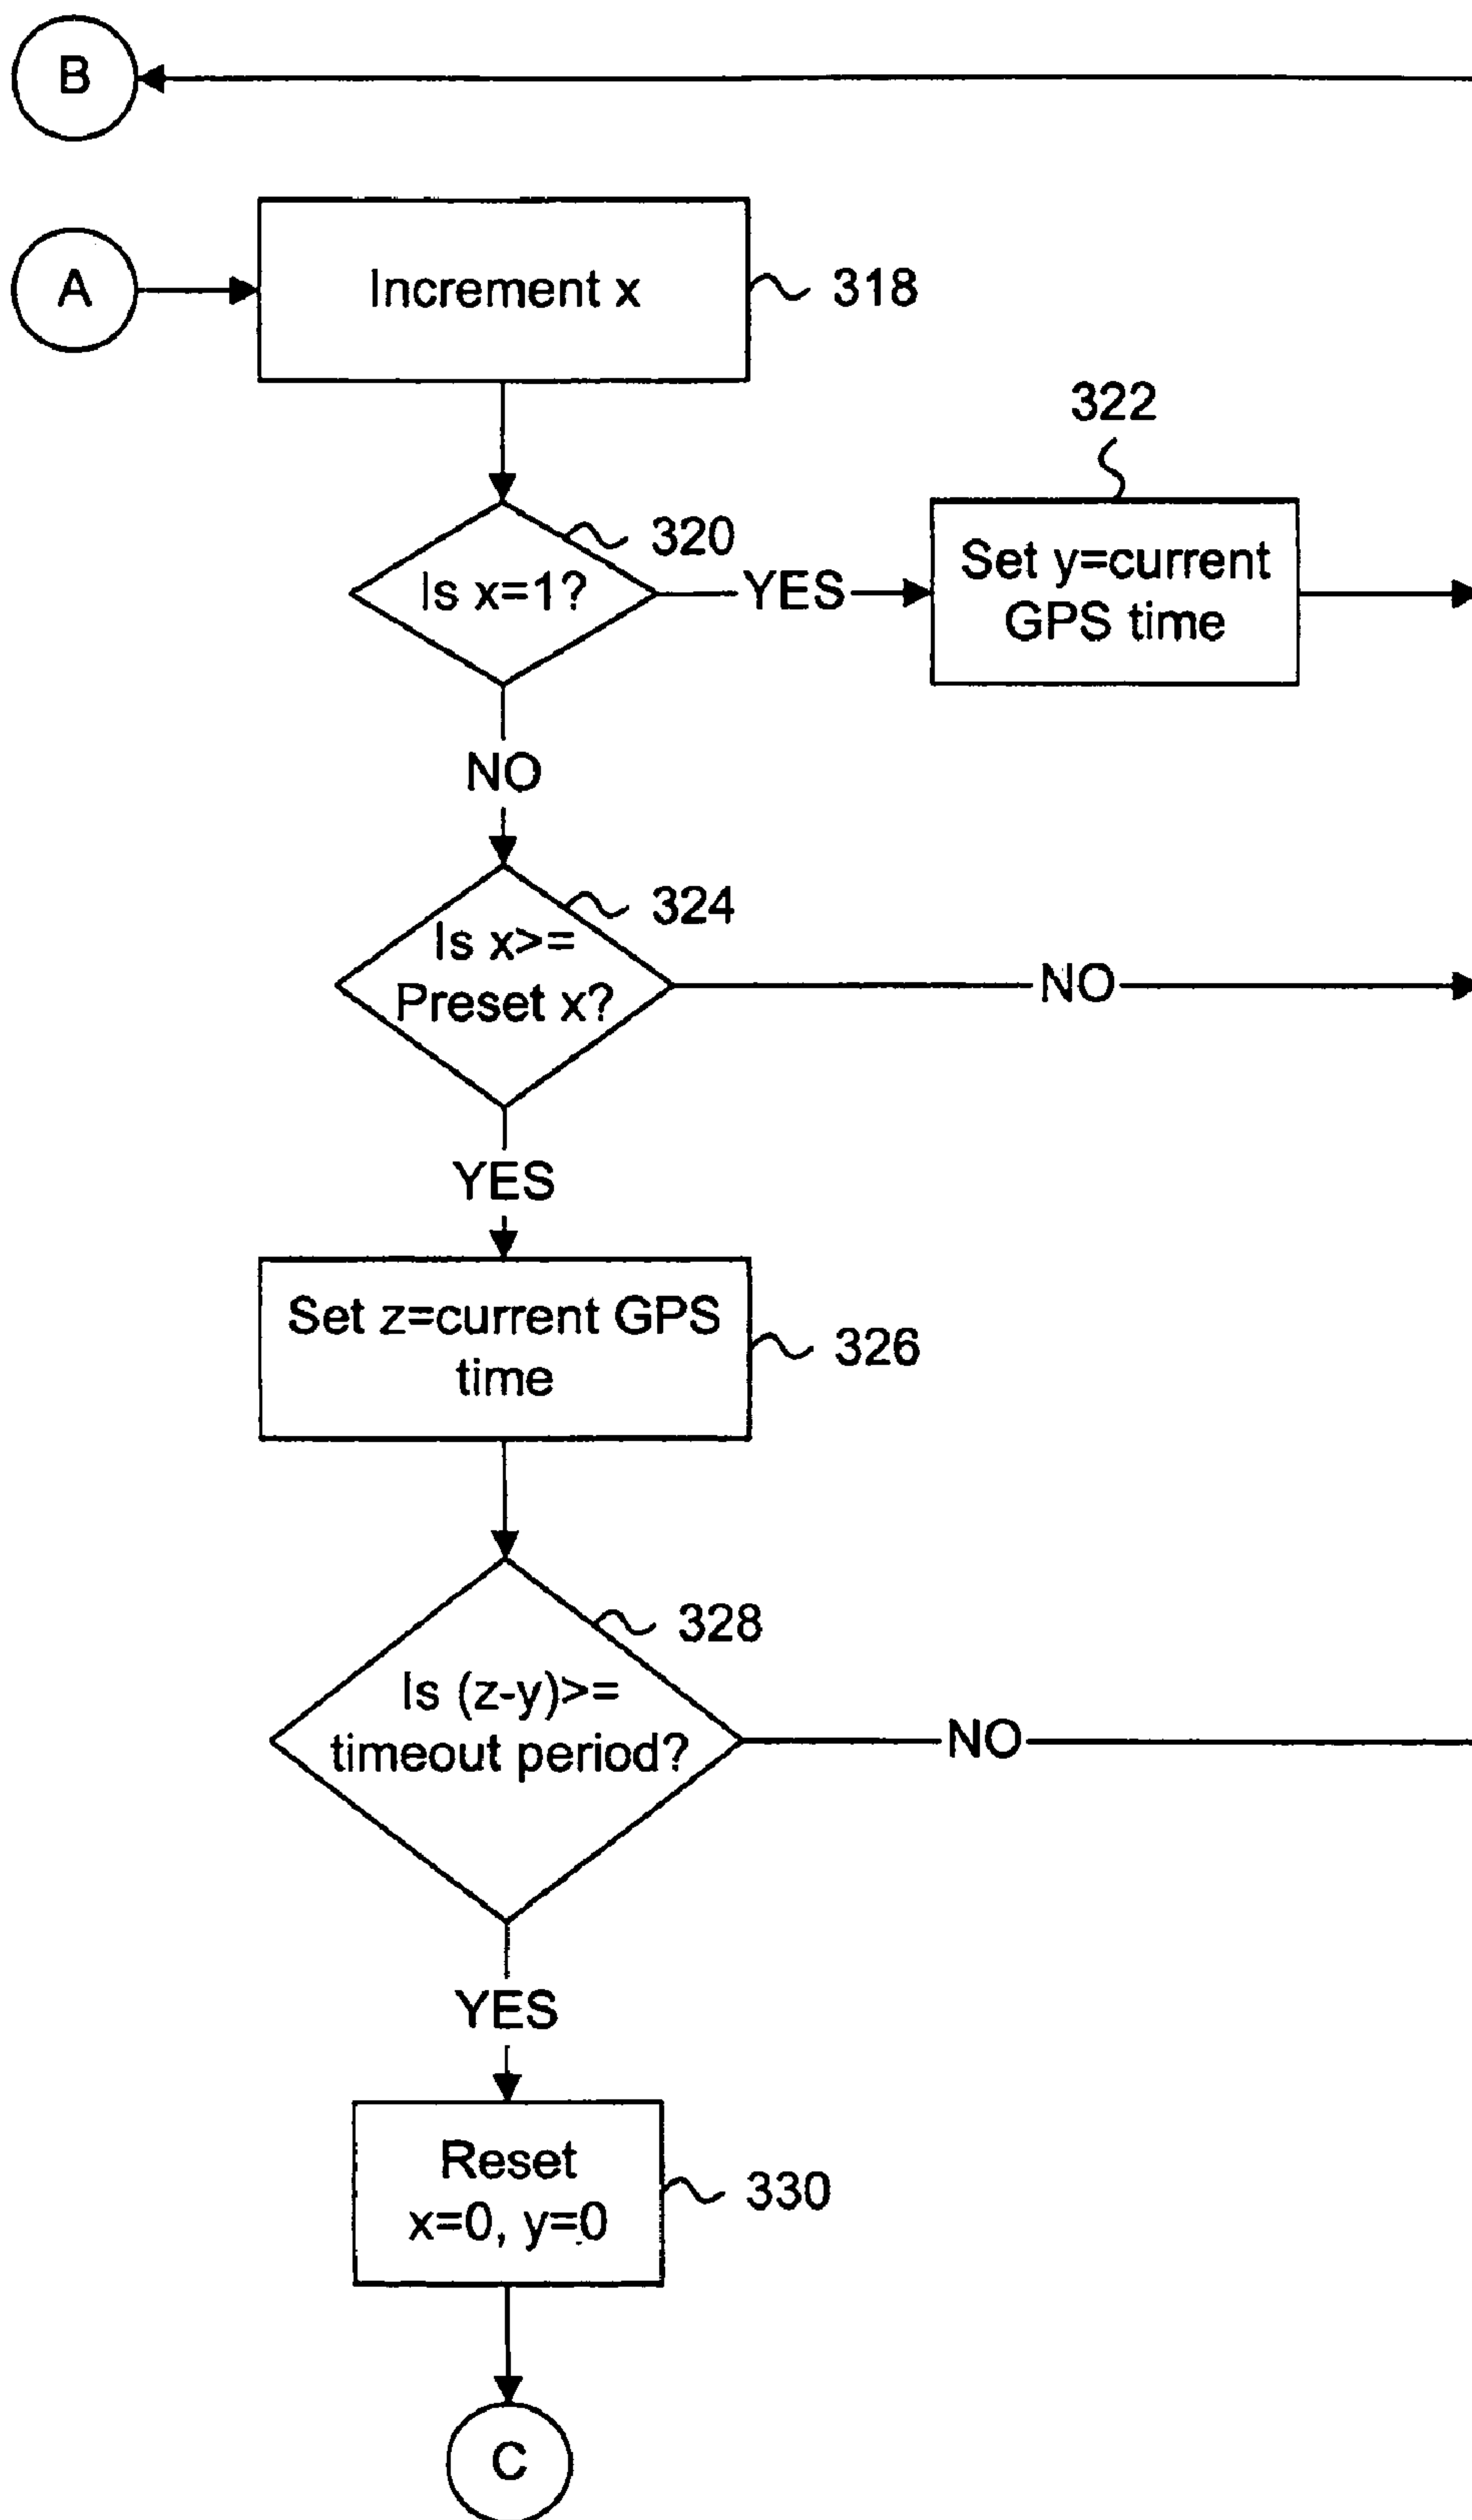 B
A
Increment x
318
322
320
Is x=1?
YES
Set y=current
GPS time
NO
324
Is x>=
Preset x?
NO
YES
Set z=current GPS
time
326
328
Is (z-y)>=
timeout period?
NO
YES
Reset
x=0, y=0
330
C